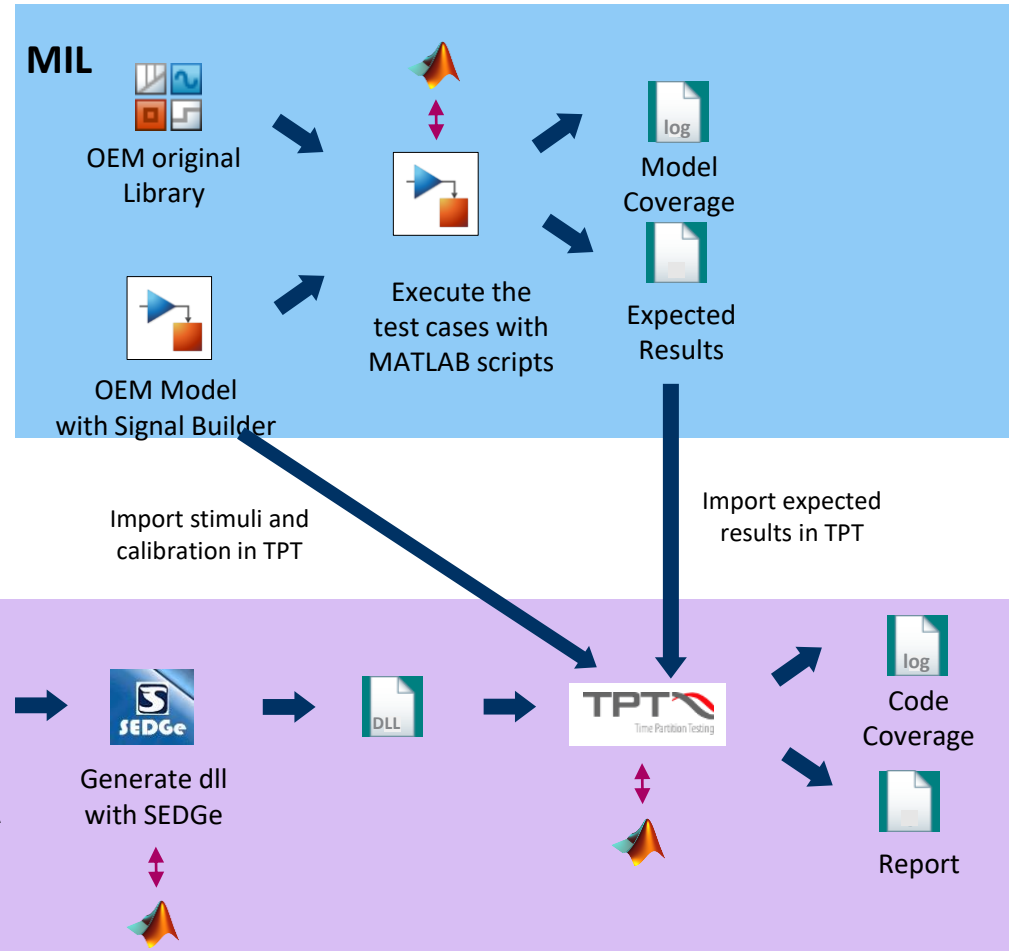 MIL
OEM original
Library
OEM Model
with Signal Builder
Execute the
test cases with
MATLAB scripts
log
Model
Coverage
Expected
Results
Import stimuli and
calibration in TPT
Import expected
results in TPT
S
SEDGe
Generate dll
with SEDGe
DLL
TPT
Time Partition Testing
log
Code
Coverage
Report